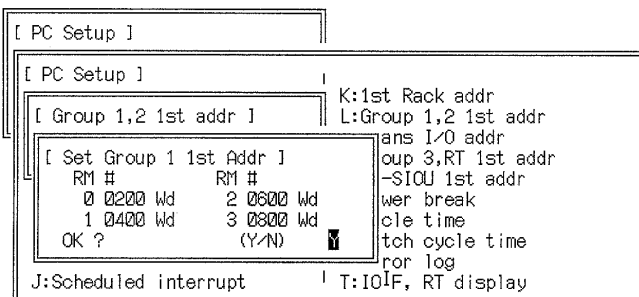 [ PC Setup ]
[ PC Setup ]
K:1st Rack addr
[ Group 1,2 1st addr ] L:Group 1,2 1st addr
ans I/O addr
[ Set Group 1 1st Addr ] oup 3,RT 1st addr
RM # RM # -SIOU 1st addr
0 0200 Wd 2 0600 Wd wer break
1 0400 Wd 3 0800 Wd cle time
OK ? (Y/N) Y tch cycle time
ror log
J:Scheduled interrupt T:IOIF, RT display